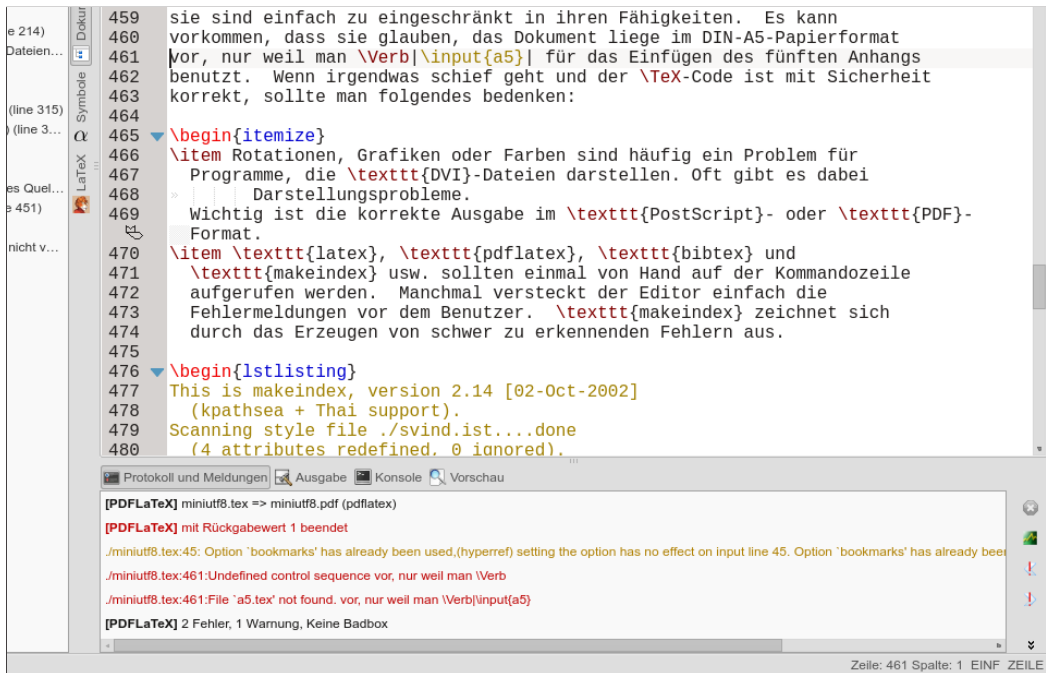 e 214)
Dateien...
(line 315)
) (line 3...
es Quel...
e 451)
nicht v...
Dokur
Symbole
α
LaTeX
459 sie sind einfach zu eingeschränkt in ihren Fähigkeiten.  Es kann
460 vorkommen, dass sie glauben, das Dokument liege im DIN-A5-Papierformat
461 vor, nur weil man \Verb|\input{a5}| für das Einfügen des fünften Anhangs
462 benutzt.  Wenn irgendwas schief geht und der \TeX-Code ist mit Sicherheit
463 korrekt, sollte man folgendes bedenken:
464
465 \begin{itemize}
466 \item Rotationen, Grafiken oder Farben sind häufig ein Problem für
467 Programme, die \texttt{DVI}-Dateien darstellen. Oft gibt es dabei
468 » Darstellungsprobleme.
469 Wichtig ist die korrekte Ausgabe im \texttt{PostScript}- oder \texttt{PDF}-
Format.
470 \item \texttt{latex}, \texttt{pdflatex}, \texttt{bibtex} und
471 \texttt{makeindex} usw. sollten einmal von Hand auf der Kommandozeile
472 aufgerufen werden.  Manchmal versteckt der Editor einfach die
473 Fehlermeldungen vor dem Benutzer.  \texttt{makeindex} zeichnet sich
474 durch das Erzeugen von schwer zu erkennenden Fehlern aus.
475
476 \begin{lstlisting}
477 This is makeindex, version 2.14 [02-Oct-2002]
478 (kpathsea + Thai support).
479 Scanning style file ./svind.ist....done
480 (4 attributes redefined, 0 ignored).
Protokoll und Meldungen Ausgabe Konsole Vorschau
[PDFLaTeX] miniutf8.tex => miniutf8.pdf (pdflatex)
[PDFLaTeX] mit Rückgabewert 1 beendet
./miniutf8.tex:45: Option `bookmarks' has already been used,(hyperref) setting the option has no effect on input line 45. Option `bookmarks' has already beer
./miniutf8.tex:461:Undefined control sequence vor, nur weil man \Verb
./miniutf8.tex:461:File `a5.tex' not found. vor, nur weil man \Verb|\input{a5}
[PDFLaTeX] 2 Fehler, 1 Warnung, Keine Badbox
Zeile: 461 Spalte: 1 EINF ZEILE